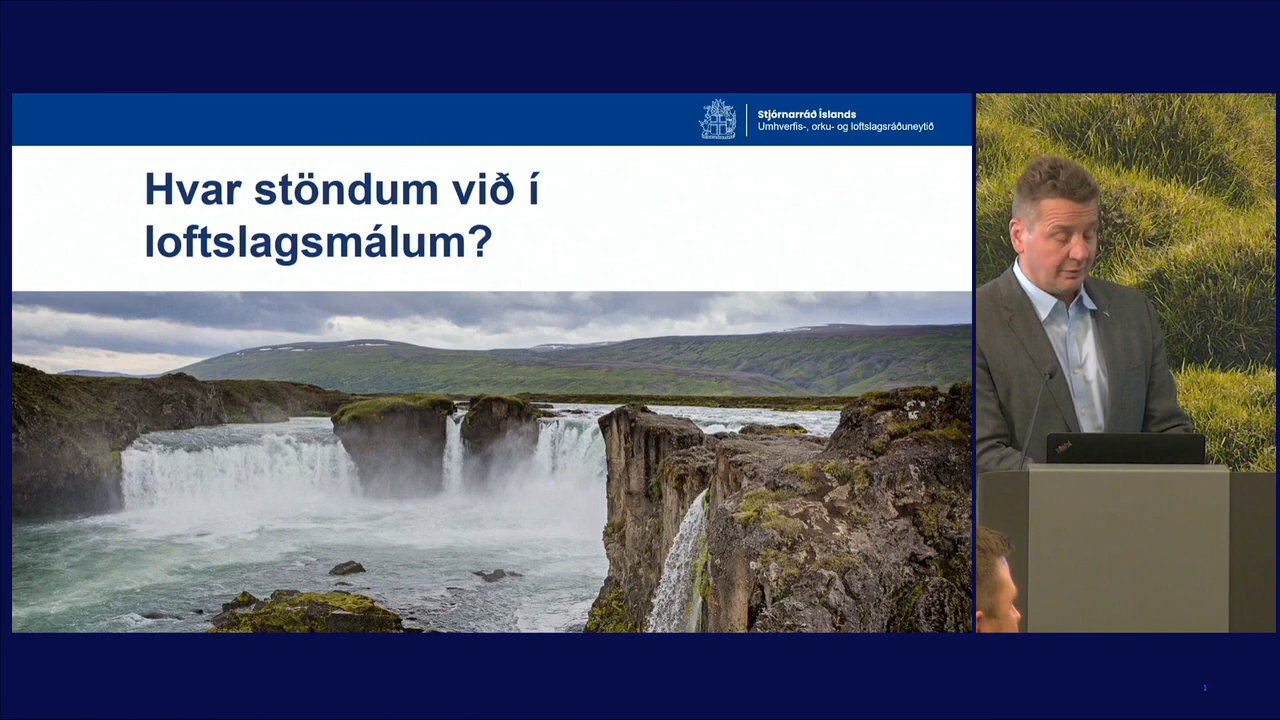 Stjórnarráð Íslands
Umhverfis-, orku- og loftslagsráðuneytið
Hvar stöndum við í
loftslagsmálum?
1